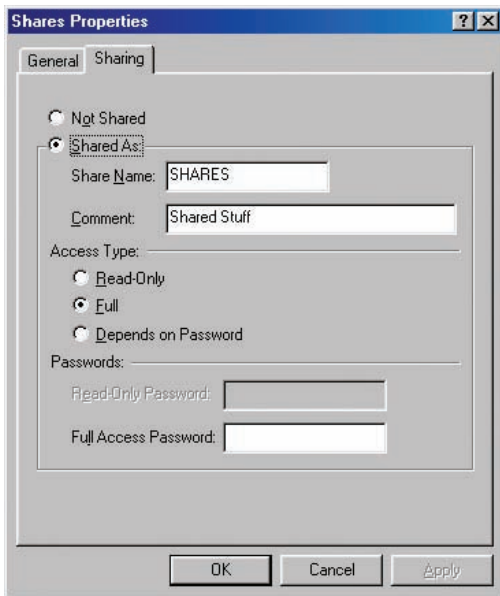 Shares Properties
General Sharing
Not Shared
Shared As:
Share Name: SHARES
Comment: Shared Stuff
Access Type:
Read-Only
Full
Depends on Password
Passwords:
Read-Only Password:
Full Access Password:
OK Cancel Apply